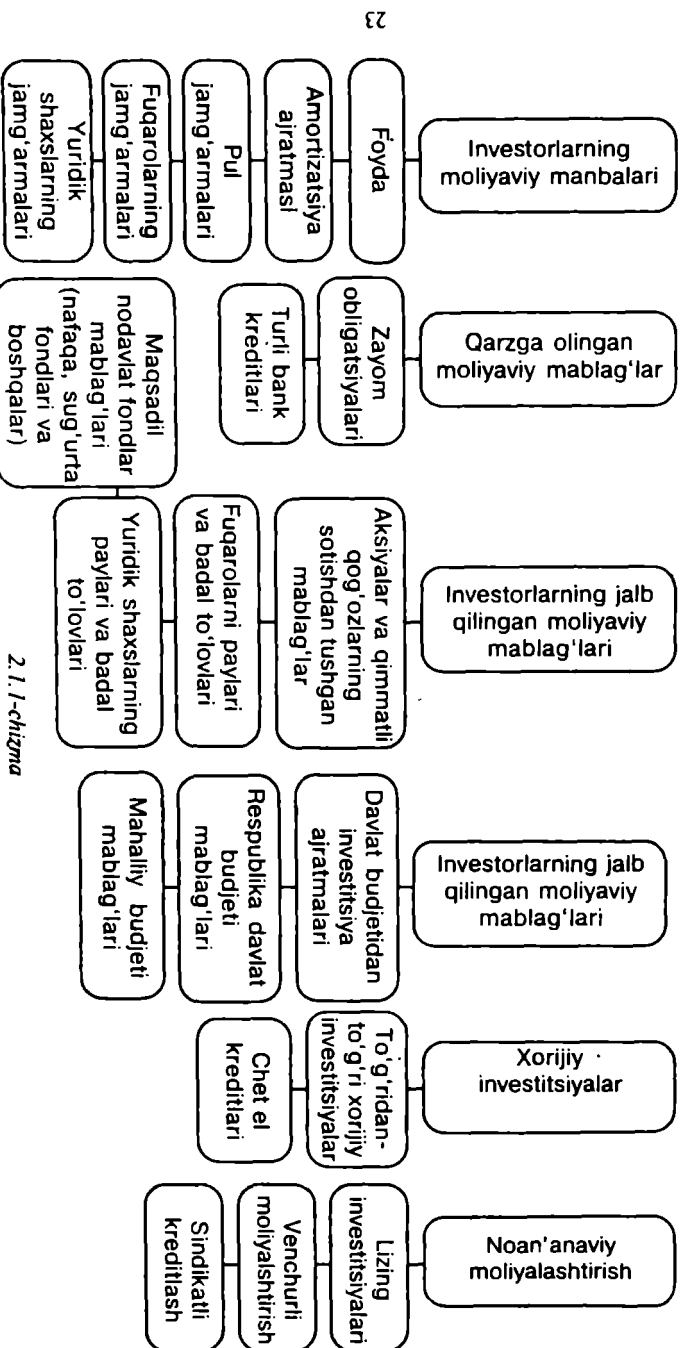 23
Investorlarning
moliyaviy manbalari
Foyda
Amortizatsiya
ajratmasi
Pul
jamg'armalari
Fuqarolarning
jamg'armalari
Yuridik
shaxslarning
jamg'armalari
Qarzga olingan
moliyaviy mablag'lar
Zayom
obligatsiyalari
Turli bank
kreditlari
Investorlarning jalb
qilingan moliyaviy
mablag'lari
Aksiyalar va qimmatli
qog'ozlarning
sotishdan tushgan
mablag'lar
Fuqarolarni paylari
va badal to'lovlari
Yuridik shaxslarning
paylari va badal
to'lovlari
Maqsadil
nodavlat fondlar
mablag'lari
(nafaqa, sug'urta
fondlari va
boshqalar)
Investorlarning jalb
qilingan moliyaviy
mablag'lari
Davlat budjetidan
investitsiya
ajratmalari
Respublika davlat
budjeti
mablag'lari
Mahalliy budjeti
mablag'lari
Xorijiy
investitsiyalar
To'g'ridan-
to'g'ri xorijiy
investitsiyalar
Chet el
kreditlari
Noan'anaviy
moliyalashtirish
Lizing
investitsiyalari
Venchurli
moliyalshtirish
Sindikatli
kreditlash
2.1.1-chizma